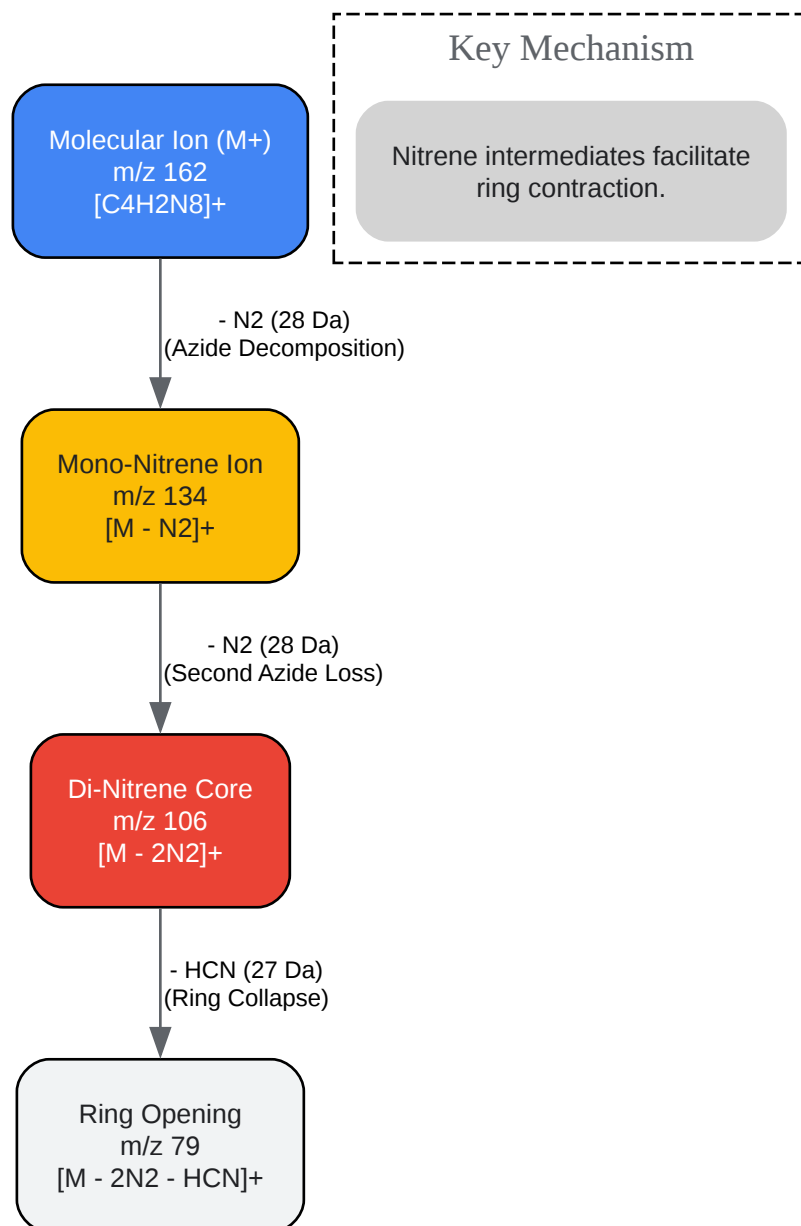 Key Mechanism
Nitrene intermediates facilitate
ring contraction.
Molecular Ion (M+)
m/z 162
[C4H2N8]+
- N2 (28 Da)
(Azide Decomposition)
Mono-Nitrene Ion
m/z 134
[M - N2]+
- N2 (28 Da)
(Second Azide Loss)
Di-Nitrene Core
m/z 106
[M - 2N2]+
- HCN (27 Da)
(Ring Collapse)
Ring Opening
m/z 79
[M - 2N2 - HCN]+